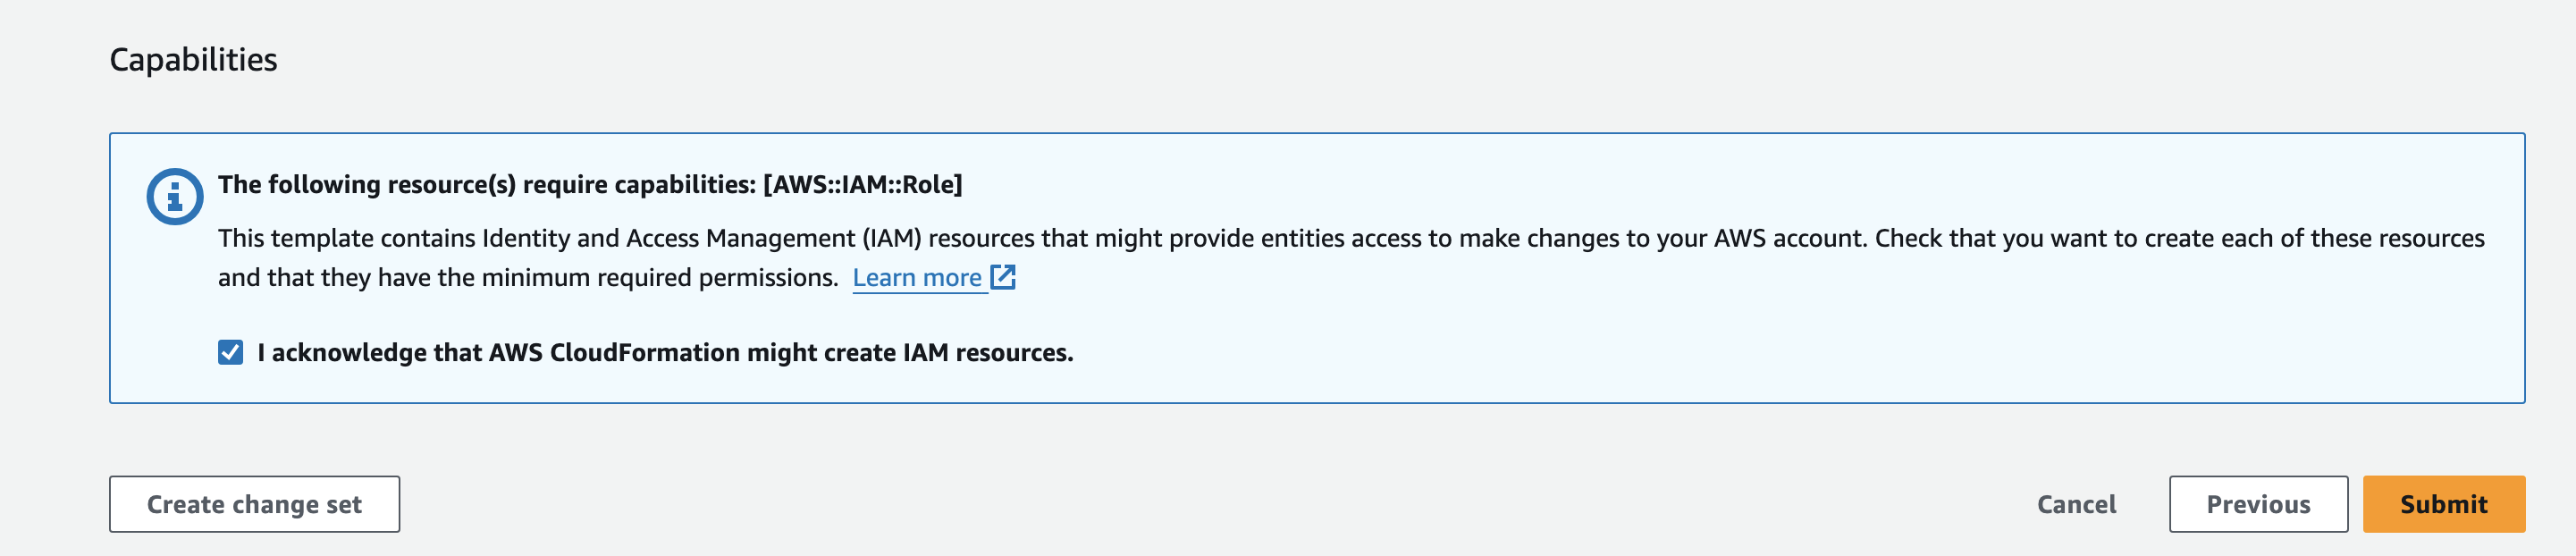 Capabilities
The following resource(s) require capabilities: [AWS::IAM::Role]
This template contains Identity and Access Management (IAM) resources that might provide entities access to make changes to your AWS account. Check that you want to create each of these resources
and that they have the minimum required permissions. Learn more
I acknowledge that AWS CloudFormation might create IAM resources.
Create change set Cancel Previous Submit